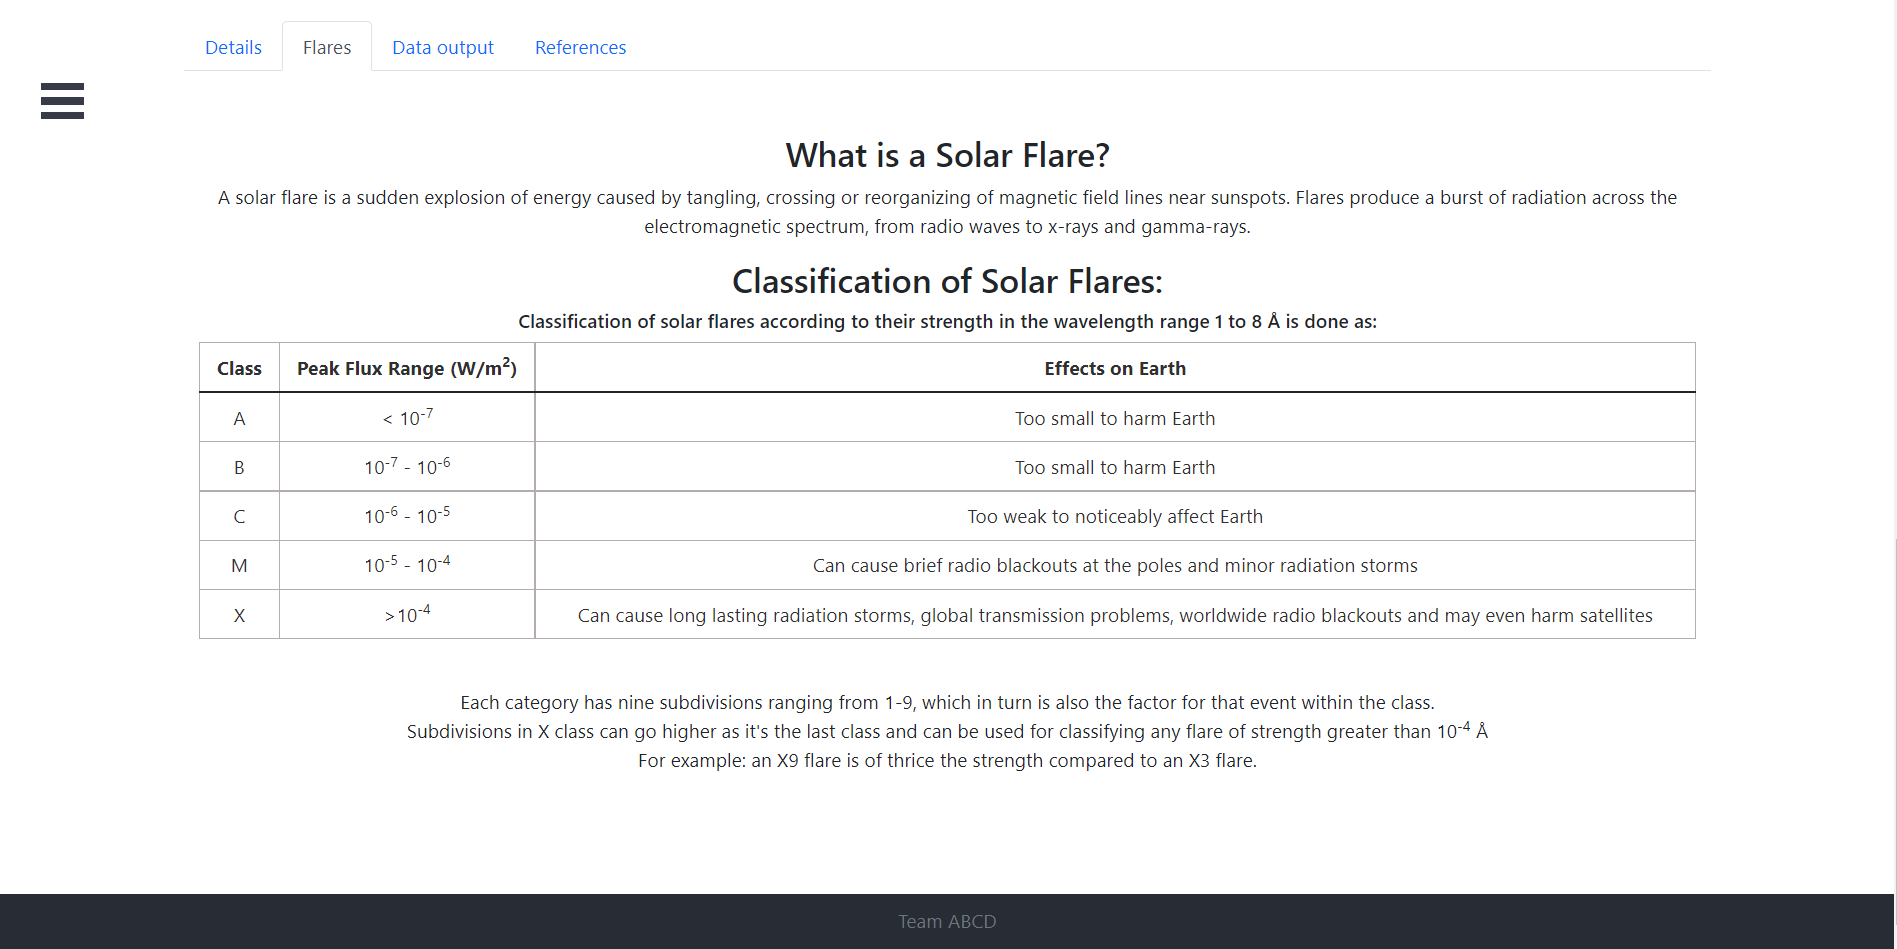 Details Flares Data output References
What is a Solar Flare?
A solar flare is a sudden explosion of energy caused by tangling, crossing or reorganizing of magnetic field lines near sunspots. Flares produce a burst of radiation across the
electromagnetic spectrum, from radio waves to x-rays and gamma-rays.
Classification of Solar Flares:
Classification of solar flares according to their strength in the wavelength range 1 to 8 Å is done as:
Class Peak Flux Range (W/m²) Effects on Earth
A < 10⁻⁷ Too small to harm Earth
B 10⁻⁷ - 10⁻⁶ Too small to harm Earth
C 10⁻⁶ - 10⁻⁵ Too weak to noticeably affect Earth
M 10⁻⁵ - 10⁻⁴ Can cause brief radio blackouts at the poles and minor radiation storms
X >10⁻⁴ Can cause long lasting radiation storms, global transmission problems, worldwide radio blackouts and may even harm satellites
Each category has nine subdivisions ranging from 1-9, which in turn is also the factor for that event within the class.
Subdivisions in X class can go higher as it's the last class and can be used for classifying any flare of strength greater than 10⁻⁴ Å
For example: an X9 flare is of thrice the strength compared to an X3 flare.
Team ABCD